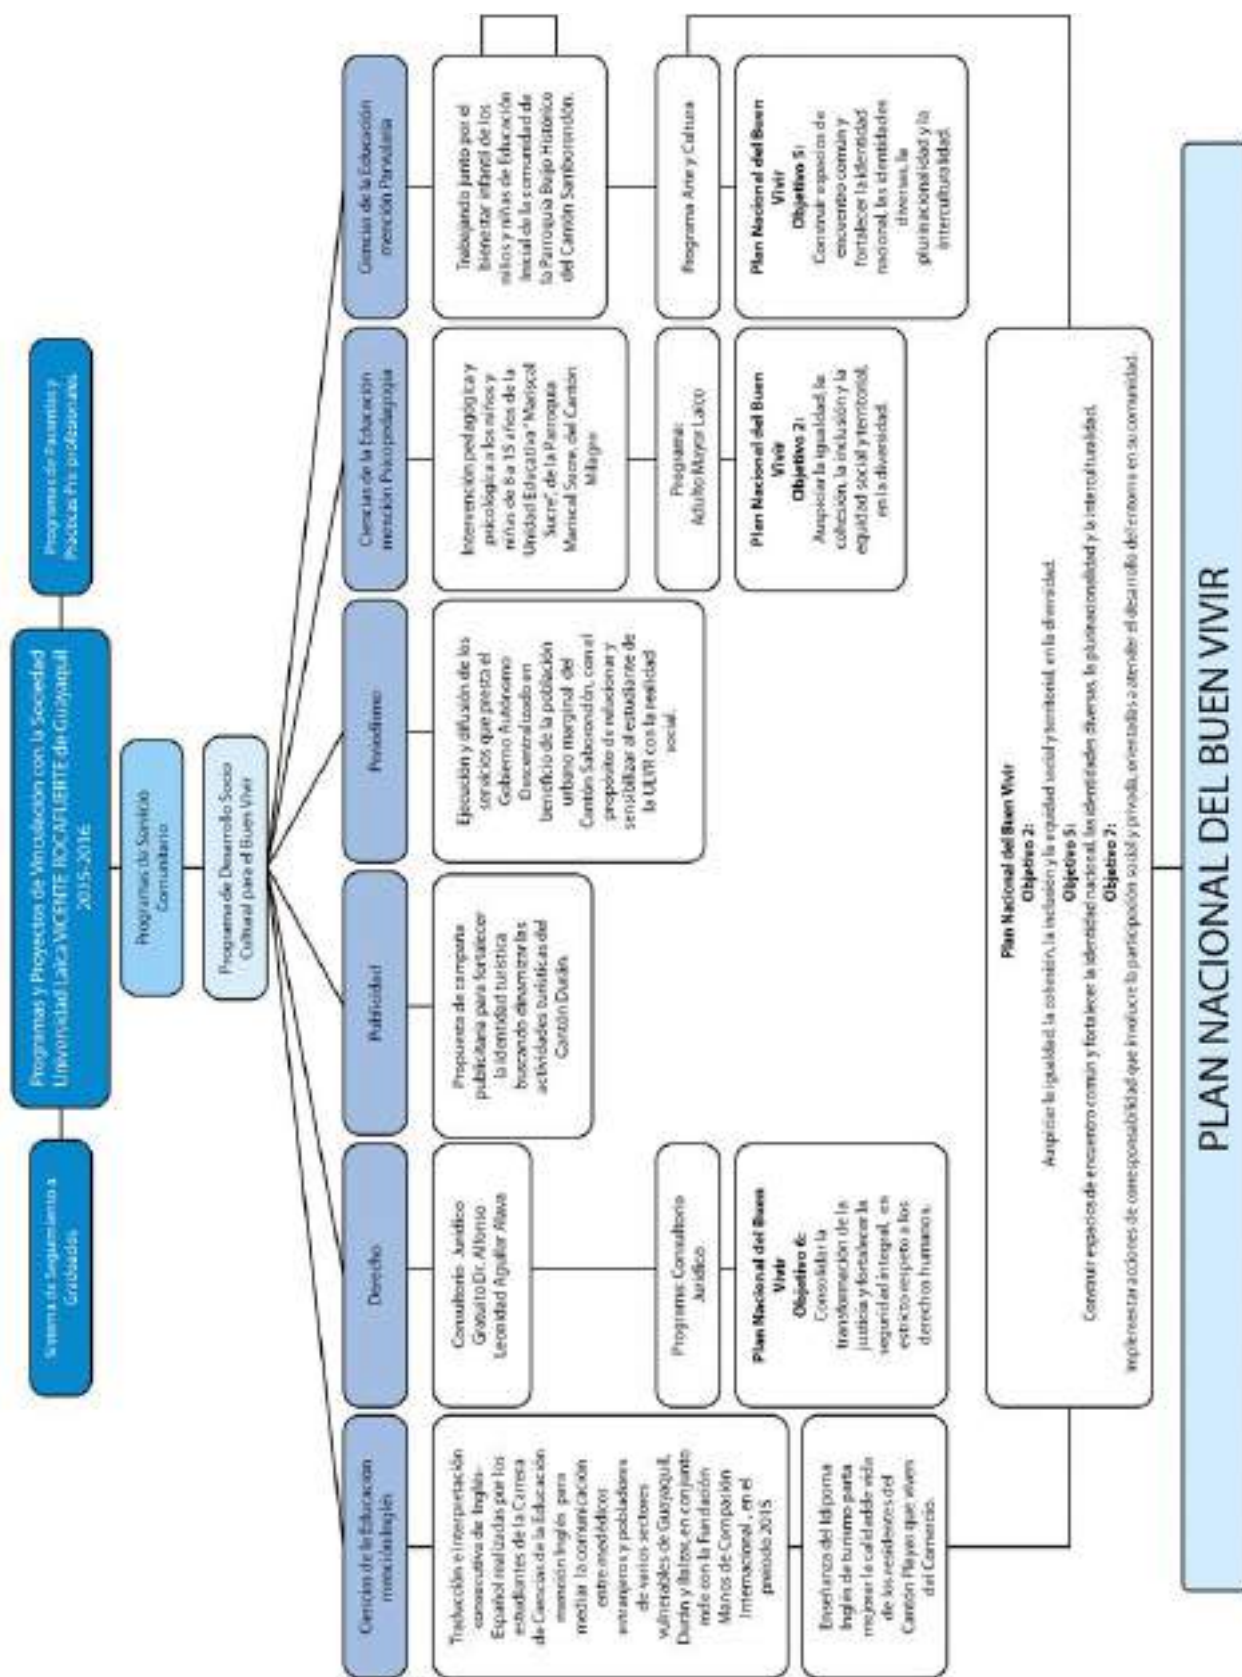 Programas y Proyectos de Vinculación con la Sociedad
Universidad Laica VICENTE ROCAFUERTE de Guayaquil
2015-2016
Sistema de Seguimiento a
Graduados
Programas de Pasantías y
Prácticas Pre profesionales
Programas de Servicio
Comunitario
Programa de Desarrollo Socio
Cultural para el Buen Vivir
Ciencias de la Educación
mención Inglés
Traducción e interpretación
consecutiva de Inglés-
Español realizadas por los
estudiantes de la Carrera
de Ciencias de la Educación
mención Inglés para
mediar la comunicación
entre
extranjeros y pobladores
de varios sectores
vulnerables de Guayaquil,
Durán y Balzar, en conjunto
con la Fundación
Manos de Compasión
Internacional, en el
período 2015
Enseñanza del
Inglés de turismo parta
mejorar la calidad de vida
de los residentes del
Cantón Playas que viven
del Comercio.
Derecho
Consultorio Jurídico
Gratuito Dr. Alfonso
Leonidad Aguilar Álava
Programa Consultorio
Jurídico
Plan Nacional del Buen
Vivir
Objetivo 6:
Consolidar la
transformación de la
justicia y fortalecer la
seguridad integral, en
estricto respeto a los
derechos humanos.
Publicidad
Propuesta de campaña
publicitaria para fortalecer
la identidad turística
buscando dinamizar las
actividades turísticas del
Cantón Durán.
Periodismo
Ejecución y difusión de los
servicios que presta el
Gobierno Autónomo
Descentralizado en
beneficio de la población
urbano marginal del
Cantón Saborondón, con el
propósito de relacionar y
sensibilizar al estudiante de
la ULVR con la realidad
social.
Ciencias de la Educación
mención Psicopedagogía
Intervención pedagógica y
psicológica a los niños y
niñas de 8 a 15 años de la
Unidad Educativa "Mariscal
Sucre", de la Parroquia
Mariscal Sucre, del Cantón
Milagro
Programa:
Adulto Mayor Laico
Plan Nacional del Buen
Vivir
Objetivo 2:
Auspiciar la igualdad, la
cohesión, la inclusión y la
equidad social y territorial,
en la diversidad.
Ciencias de la Educación
mención Parvularia
Trabajando junto por el
bienestar infantil de los
niños y niñas de Educación
Inicial de la comunidad de
la Parroquia Buijo Histórico
del Cantón Samborondón.
Programa Arte y Cultura
Plan Nacional del Buen
Vivir
Objetivo 5:
Construir espacios de
encuentro común y
fortalecer la identidad
nacional, las identidades
diversas, la
plurinacionalidad y la
interculturalidad.
Plan Nacional del Buen Vivir
Objetivo 2:
Auspiciar la igualdad, la cohesión, la inclusión y la equidad social y territorial, en la diversidad.
Objetivo 5:
Construir espacios de encuentro común y fortalecer la identidad nacional, las identidades diversas, la plurinacionalidad y la interculturalidad.
Objetivo 7:
Implementar acciones de corresponsabilidad que involucre la participación social y privada, orientadas a atender el desarrollo del entorno en su comunidad.
PLAN NACIONAL DEL BUEN VIVIR